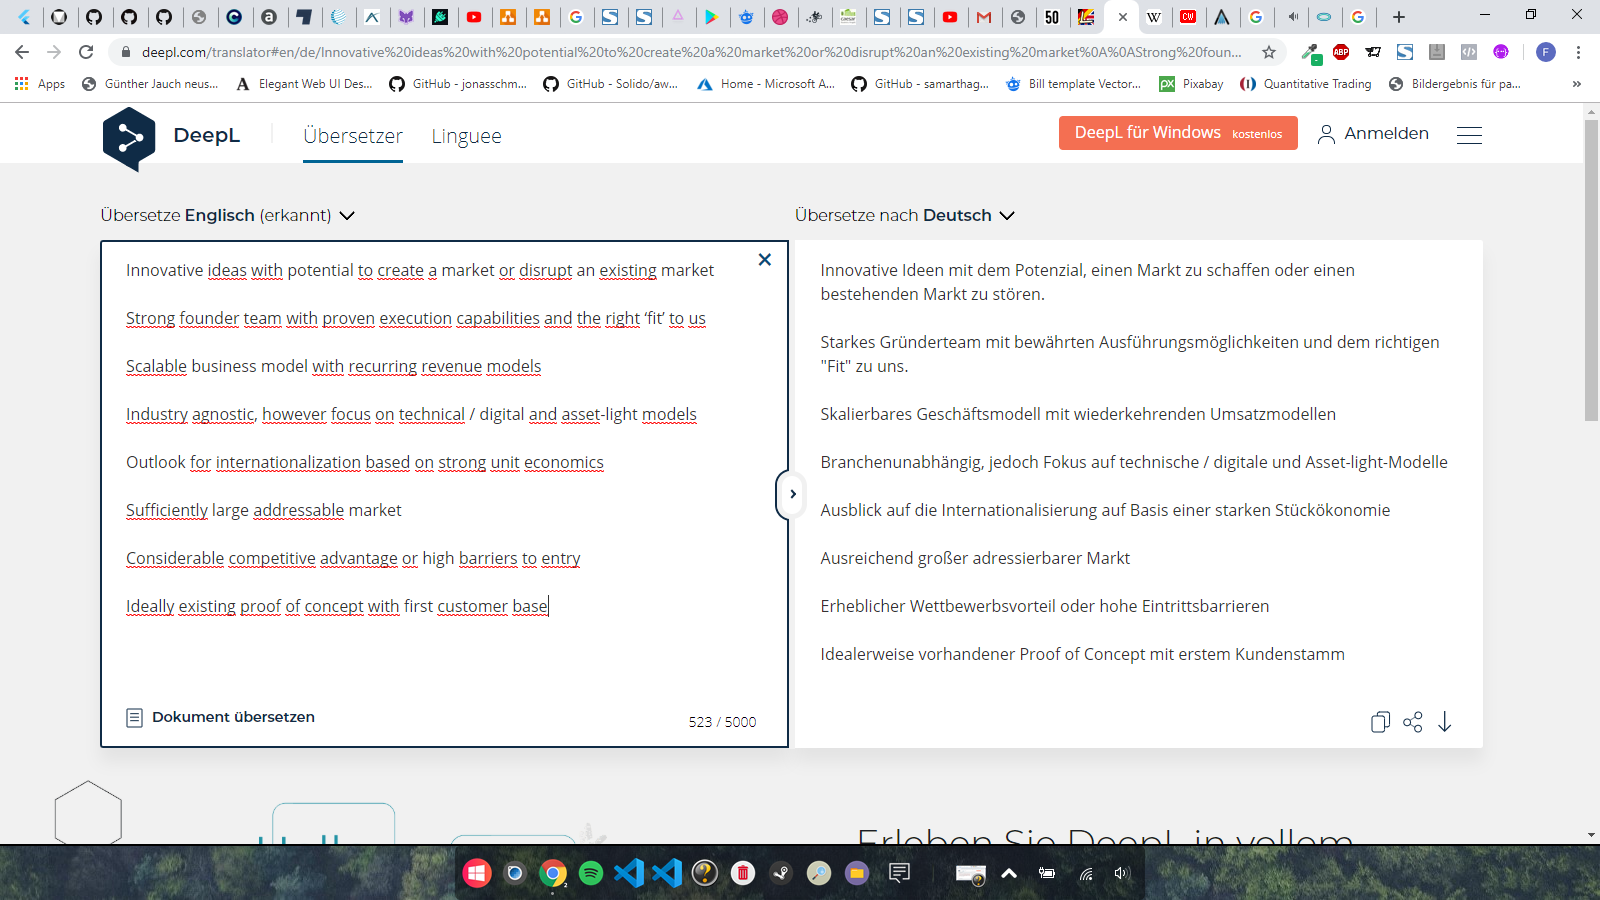 50
CW
W
deepl.com/translator#en/de/Innovative%20ideas%20with%20potential%20to%20create%20a%20market%20or%20disrupt%20an%20existing%20market%0A%0AStrong%20foun...
ABP
F
Apps
Günther Jauch neus...
Elegant Web UI Des...
GitHub - jonasschm...
GitHub - Solido/aw...
Home - Microsoft A...
GitHub - samarthag...
Bill template Vector...
px Pixabay
Quantitative Trading
Bildergebnis für pa...
»
DeepL
Übersetzer
Linguee
DeepL für Windows kostenlos
Anmelden
Übersetze Englisch (erkannt)
Übersetze nach Deutsch
Innovative ideas with potential to create a market or disrupt an existing market
Strong founder team with proven execution capabilities and the right ‘fit’ to us
Scalable business model with recurring revenue models
Industry agnostic, however focus on technical / digital and asset-light models
Outlook for internationalization based on strong unit economics
Sufficiently large addressable market
Considerable competitive advantage or high barriers to entry
Ideally existing proof of concept with first customer base
Dokument übersetzen
523 / 5000
Innovative Ideen mit dem Potenzial, einen Markt zu schaffen oder einen
bestehenden Markt zu stören.
Starkes Gründerteam mit bewährten Ausführungsmöglichkeiten und dem richtigen
"Fit" zu uns.
Skalierbares Geschäftsmodell mit wiederkehrenden Umsatzmodellen
Branchenunabhängig, jedoch Fokus auf technische / digitale und Asset-light-Modelle
Ausblick auf die Internationalisierung auf Basis einer starken Stückökonomie
Ausreichend großer adressierbarer Markt
Erheblicher Wettbewerbsvorteil oder hohe Eintrittsbarrieren
Idealerweise vorhandener Proof of Concept mit erstem Kundenstamm
Erleben Sie DeepL in vollem